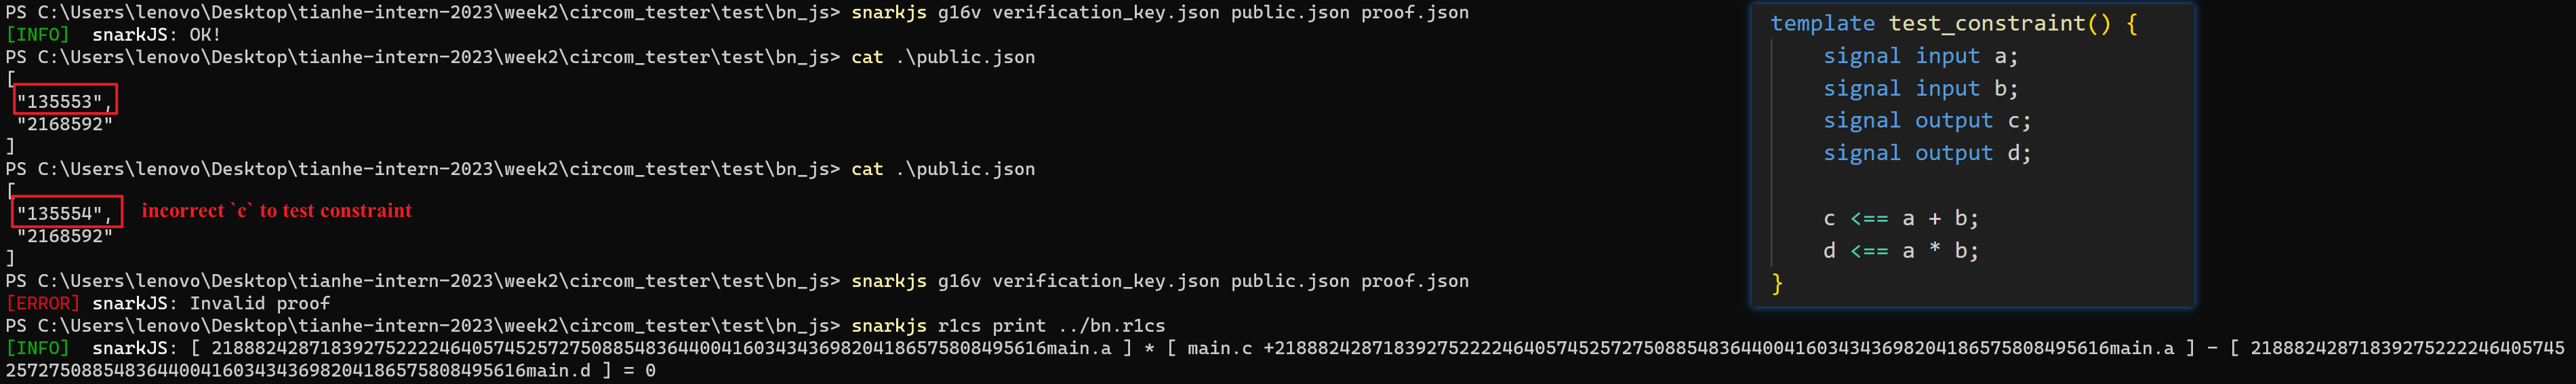 PS C:\Users\lenovo\Desktop\tianhe-intern-2023\week2\circom_tester\test\bn_js> snarkjs g16v verification_key.json public.json proof.json
[INFO]  snarkJS: OK!
PS C:\Users\lenovo\Desktop\tianhe-intern-2023\week2\circom_tester\test\bn_js> cat .\public.json
[
 "135553",
 "2168592"
]
PS C:\Users\lenovo\Desktop\tianhe-intern-2023\week2\circom_tester\test\bn_js> cat .\public.json
[
 "135554", incorrect `c` to test constraint
 "2168592"
]
PS C:\Users\lenovo\Desktop\tianhe-intern-2023\week2\circom_tester\test\bn_js> snarkjs g16v verification_key.json public.json proof.json
[ERROR] snarkJS: Invalid proof
PS C:\Users\lenovo\Desktop\tianhe-intern-2023\week2\circom_tester\test\bn_js> snarkjs r1cs print ../bn.r1cs
[INFO]  snarkJS: [ 21888242871839275222246405745257275088548364400416034343698204186575808495616main.a ] * [ main.c +21888242871839275222246405745257275088548364400416034343698204186575808495616main.a ] - [ 21888242871839275222246405745
257275088548364400416034343698204186575808495616main.d ] = 0
template test_constraint() {
    signal input a;
    signal input b;
    signal output c;
    signal output d;
    c <== a + b;
    d <== a * b;
}